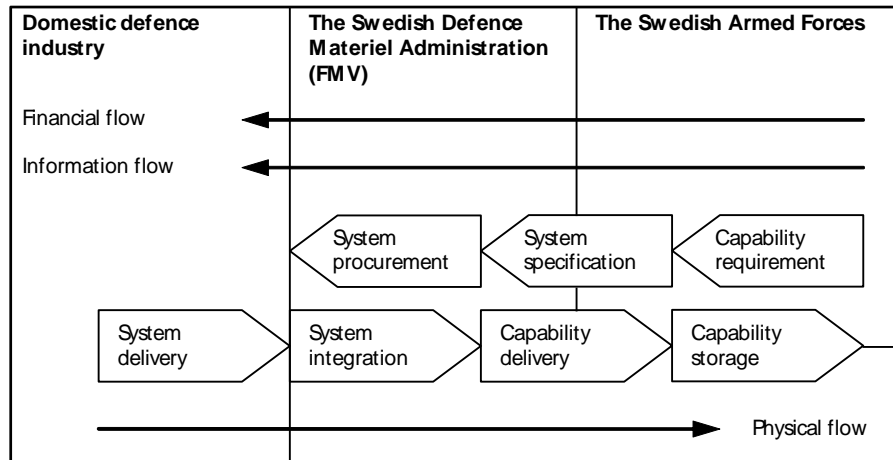 Domestic defence
industry
The Swedish Defence
Materiel Administration
(FMV)
The Swedish Armed Forces
Financial flow
Information flow
System
procurement
System
specification
Capability
requirement
System
delivery
System
integration
Capability
delivery
Capability
storage
Physical flow